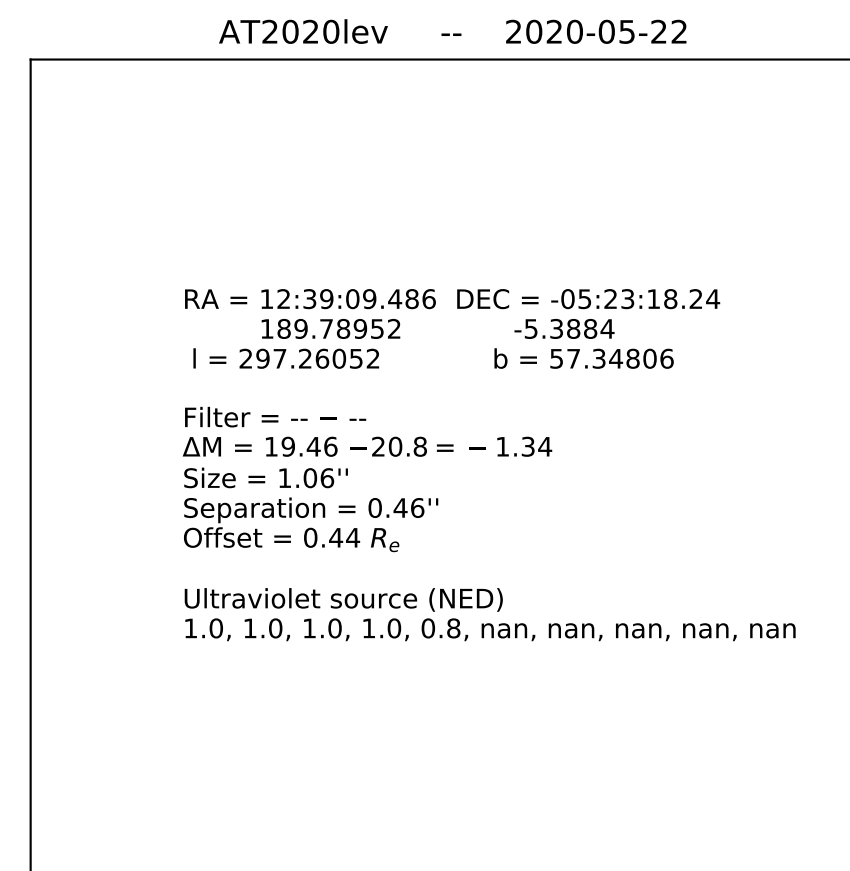 AT2020lev -- 2020-05-22
RA = 12:39:09.486 DEC = -05:23:18.24
189.78952 -5.3884
l = 297.26052 b = 57.34806
Filter = -- − --
ΔM = 19.46 −20.8 = − 1.34
Size = 1.06''
Separation = 0.46''
Offset = 0.44 Re
Ultraviolet source (NED)
1.0, 1.0, 1.0, 1.0, 0.8, nan, nan, nan, nan, nan